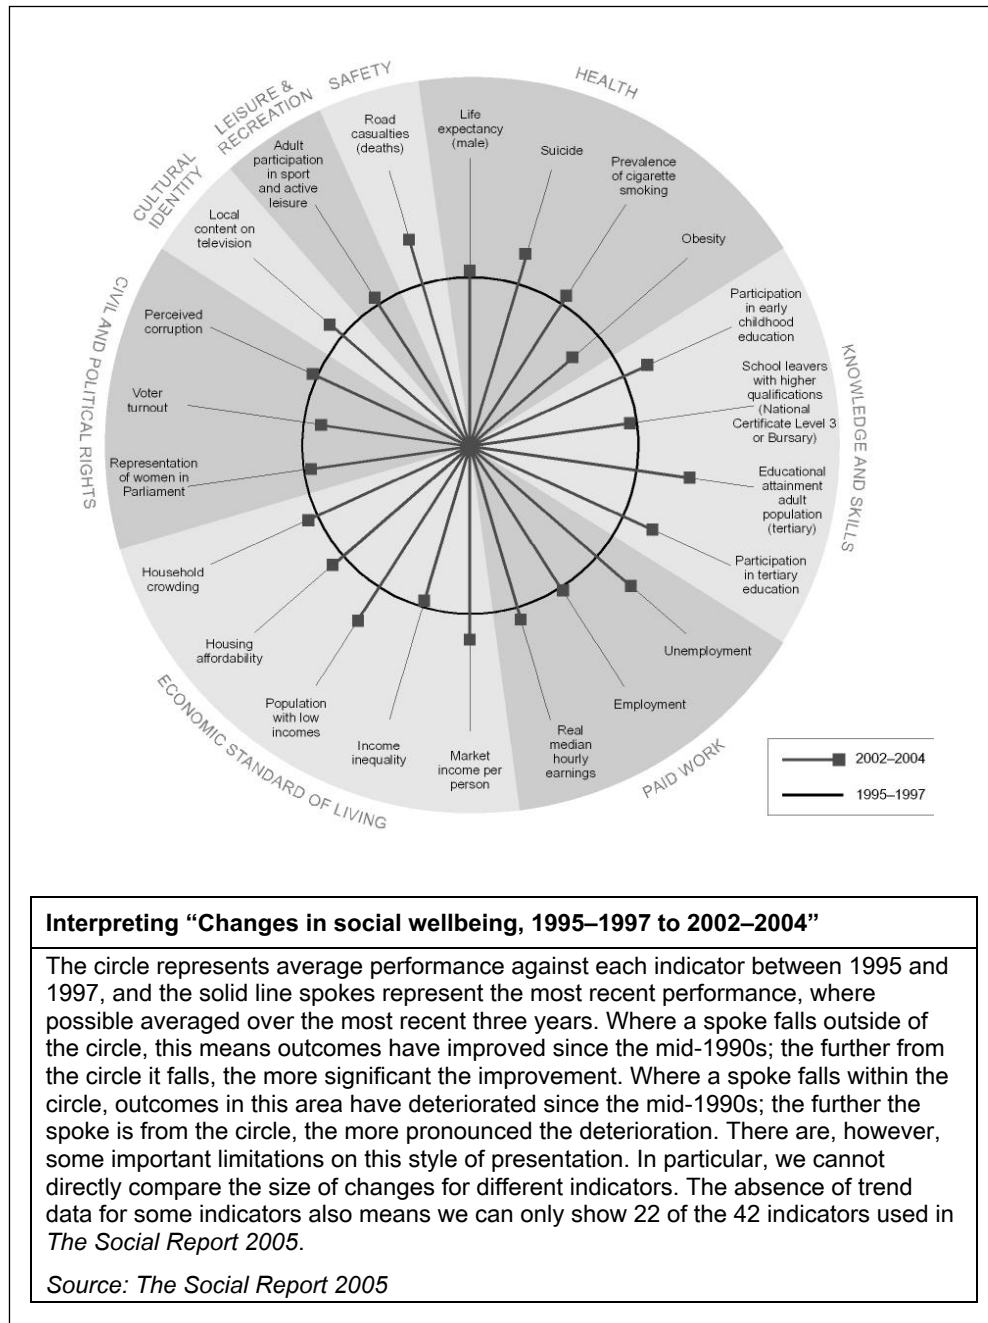 SAFETY
HEALTH
LEISURE &
RECREATION
CULTURAL
IDENTITY
CIVIL AND POLITICAL RIGHTS
KNOWLEDGE AND SKILLS
ECONOMIC STANDARD OF LIVING
PAID WORK
Life
expectancy
(male)
Suicide
Prevalence
of cigarette
smoking
Obesity
Participation
in early
childhood
education
School leavers
with higher
qualifications
(National
Certificate Level 3
or Bursary)
Educational
attainment
adult
population
(tertiary)
Participation
in tertiary
education
Unemployment
Employment
Real
median
hourly
earnings
Market
income per
person
Income
inequality
Population
with low
incomes
Housing
affordability
Household
crowding
Representation
of women in
Parliament
Voter
turnout
Perceived
corruption
Local
content on
television
Adult
participation
in sport
and active
leisure
Road
casualties
(deaths)
2002–2004
1995–1997
Interpreting “Changes in social wellbeing, 1995–1997 to 2002–2004”
The circle represents average performance against each indicator between 1995 and
1997, and the solid line spokes represent the most recent performance, where
possible averaged over the most recent three years. Where a spoke falls outside of
the circle, this means outcomes have improved since the mid-1990s; the further from
the circle it falls, the more significant the improvement. Where a spoke falls within the
circle, outcomes in this area have deteriorated since the mid-1990s; the further the
spoke is from the circle, the more pronounced the deterioration. There are, however,
some important limitations on this style of presentation. In particular, we cannot
directly compare the size of changes for different indicators. The absence of trend
data for some indicators also means we can only show 22 of the 42 indicators used in
The Social Report 2005.
Source: The Social Report 2005